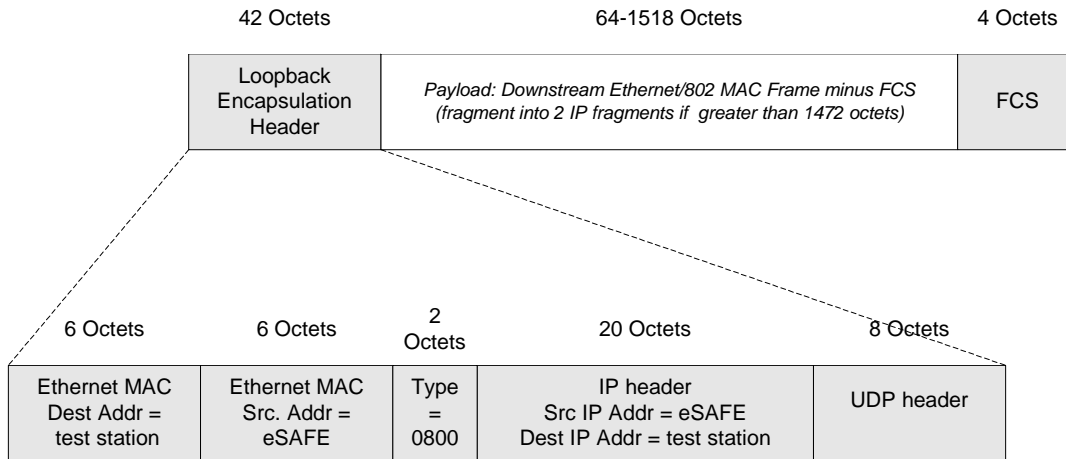 42 Octets
64-1518 Octets
4 Octets
Loopback
Encapsulation
Header
Payload: Downstream Ethernet/802 MAC Frame minus FCS
(fragment into 2 IP fragments if greater than 1472 octets)
FCS
6 Octets
6 Octets
2
Octets
20 Octets
8 Octets
Ethernet MAC
Dest Addr =
test station
Ethernet MAC
Src. Addr =
eSAFE
Type
=
0800
IP header
Src IP Addr = eSAFE
Dest IP Addr = test station
UDP header